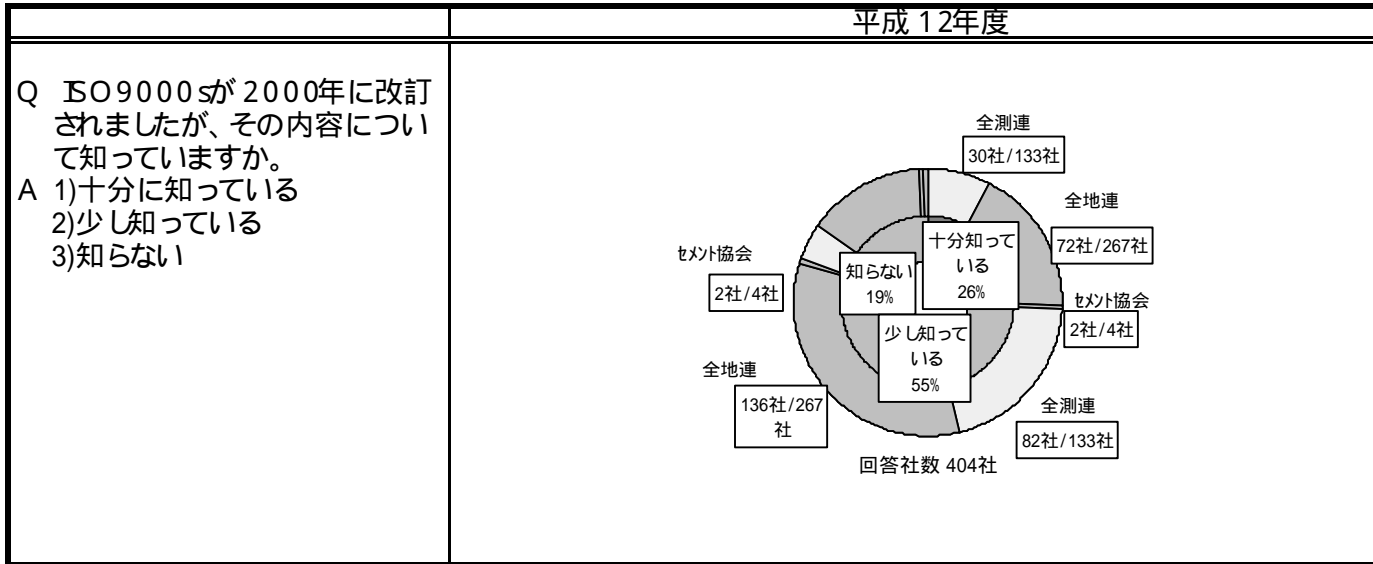 平成12年度
Q ISO9000sが2000年に改訂
されましたが、その内容につい
て知っていますか。
A 1)十分に知っている
2)少し知っている
3)知らない
全測連
30社/133社
全地連
72社/267社
セメント協会
2社/4社
十分知って
いる
26%
知らない
19%
少し知って
いる
55%
セメント協会
2社/4社
全地連
136社/267
社
全測連
82社/133社
回答社数 404社